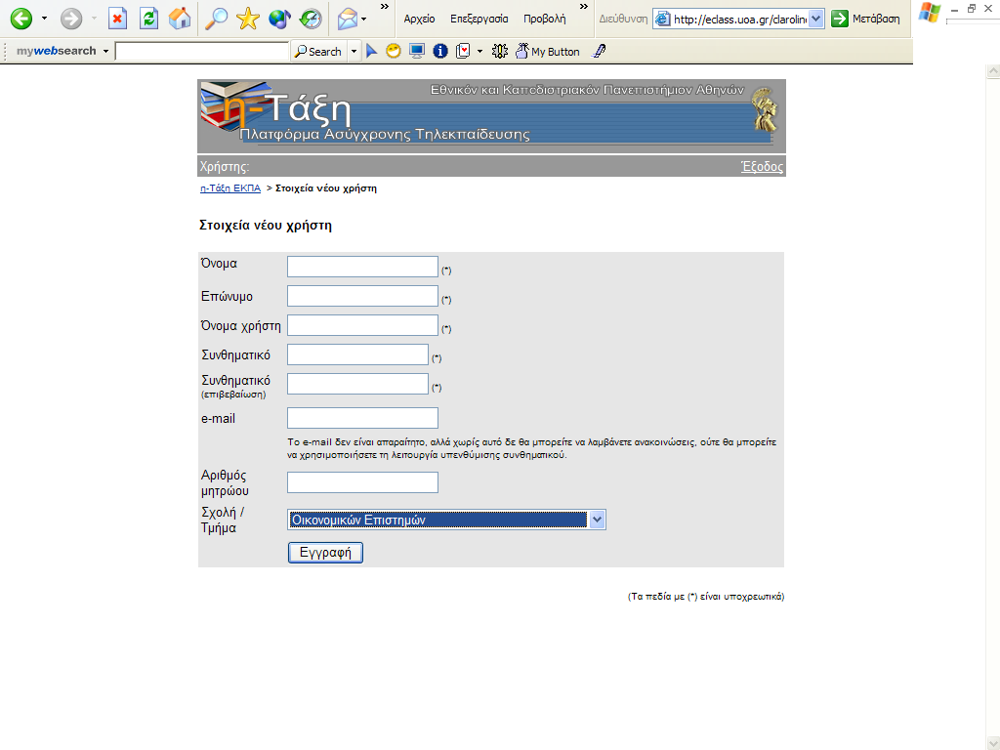 Αρχείο Επεξεργασία Προβολή » Διεύθυνση http://eclass.uoa.gr/claroline Μετάβαση
mywebsearch Search My Button
Εθνικόν και Καποδιστριακόν Πανεπιστήμιον Αθηνών
η-Τάξη
Πλατφόρμα Ασύγχρονης Τηλεκπαίδευσης
Χρήστης: Έξοδος
η-Τάξη ΕΚΠΑ > Στοιχεία νέου χρήστη
Στοιχεία νέου χρήστη
Όνομα (*)
Επώνυμο (*)
Όνομα χρήστη (*)
Συνθηματικό (*)
Συνθηματικό
(επιβεβαίωση) (*)
e-mail
Το e-mail δεν είναι απαραίτητο, αλλά χωρίς αυτό δε θα μπορείτε να λαμβάνετε ανακοινώσεις, ούτε θα μπορείτε
να χρησιμοποιήσετε τη λειτουργία υπενθύμισης συνθηματικού.
Αριθμός
μητρώου
Σχολή /
Τμήμα
Οικονομικών Επιστημών
Εγγραφή
(Τα πεδία με (*) είναι υποχρεωτικά)